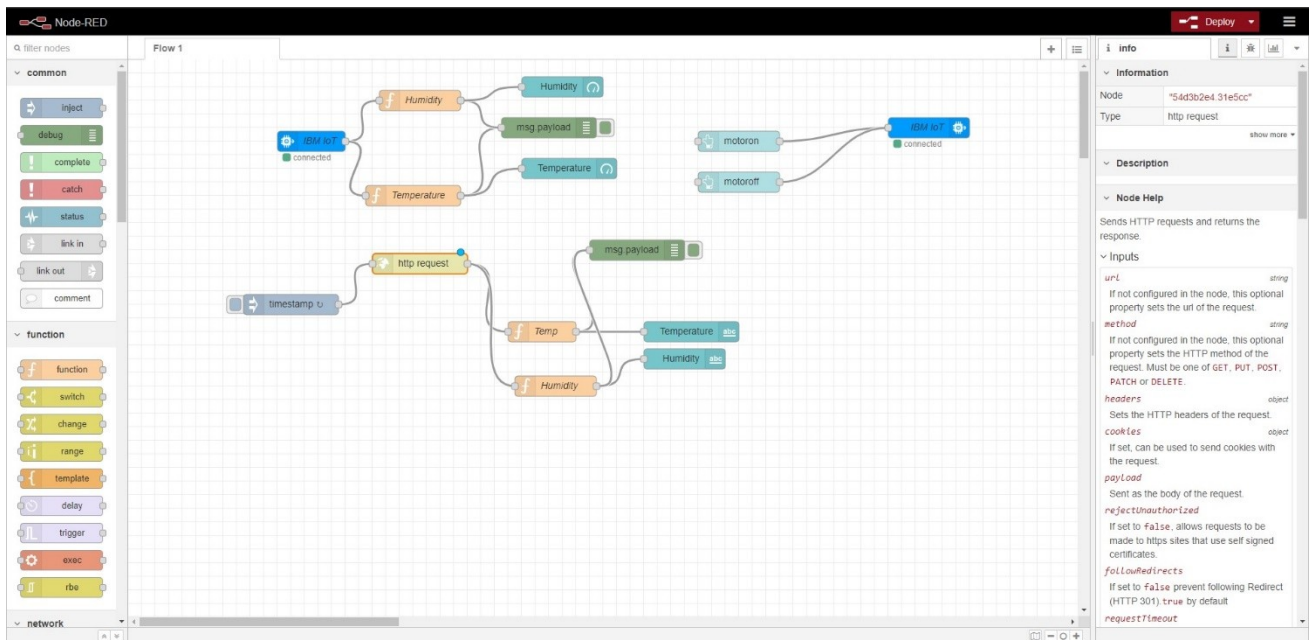 Node-RED
Deploy
filter nodes
Flow 1
info
common
inject
debug
complete
catch
status
link in
link out
comment
function
function
switch
change
range
template
delay
trigger
exec
rbe
network
Humidity
Humidity
IBM IoT
connected
msg.payload
Temperature
Temperature
motoron
motoroff
IBM IoT
connected
http request
msg.payload
timestamp ↻
Temp
Temperature abc
Humidity abc
Humidity
Information
Node "54d3b2e4.31e5cc"
Type http request
show more
Description
Node Help
Sends HTTP requests and returns the
response.
Inputs
url string
If not configured in the node, this optional
property sets the url of the request.
method string
If not configured in the node, this optional
property sets the HTTP method of the
request. Must be one of GET, PUT, POST,
PATCH or DELETE.
headers object
Sets the HTTP headers of the request.
cookies object
If set, can be used to send cookies with
the request.
payload
Sent as the body of the request.
rejectUnauthorized
If set to false, allows requests to be
made to https sites that use self signed
certificates.
followRedirects
If set to false prevent following Redirect
(HTTP 301).true by default
requestTimeout